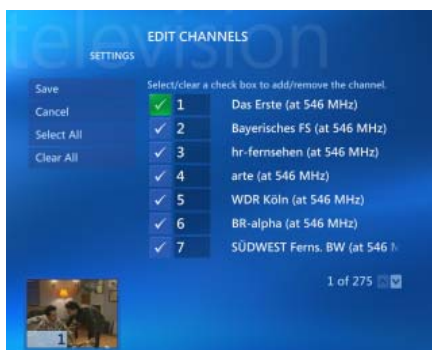 television
SETTINGS
EDIT CHANNELS
Save
Cancel
Select All
Clear All
Select/clear a check box to add/remove the channel.
1 Das Erste (at 546 MHz)
2 Bayerisches FS (at 546 MHz)
3 hr-fernsehen (at 546 MHz)
4 arte (at 546 MHz)
5 WDR Köln (at 546 MHz)
6 BR-alpha (at 546 MHz)
7 SÜDWEST Ferns. BW (at 546
1 of 275
1